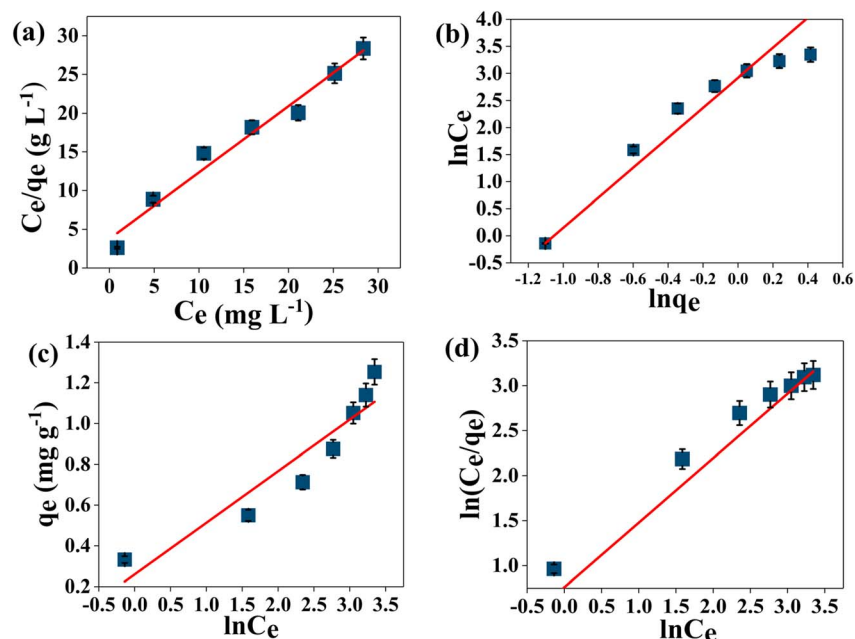 (a)
30
25
20
15
10
5
0
Ce/qe (g L⁻¹)
0 5 10 15 20 25 30
Ce (mg L⁻¹)
(b)
4.0
3.5
3.0
2.5
2.0
1.5
1.0
0.5
0.0
-0.5
lnCe
-1.2 -1.0 -0.8 -0.6 -0.4 -0.2 0.0 0.2 0.4 0.6
lnqe
(c)
1.4
1.2
1.0
0.8
0.6
0.4
0.2
qe (mg g⁻¹)
-0.5 0.0 0.5 1.0 1.5 2.0 2.5 3.0 3.5
lnCe
(d)
3.5
3.0
2.5
2.0
1.5
1.0
ln(Ce/qe)
-0.5 0.0 0.5 1.0 1.5 2.0 2.5 3.0 3.5
lnCe